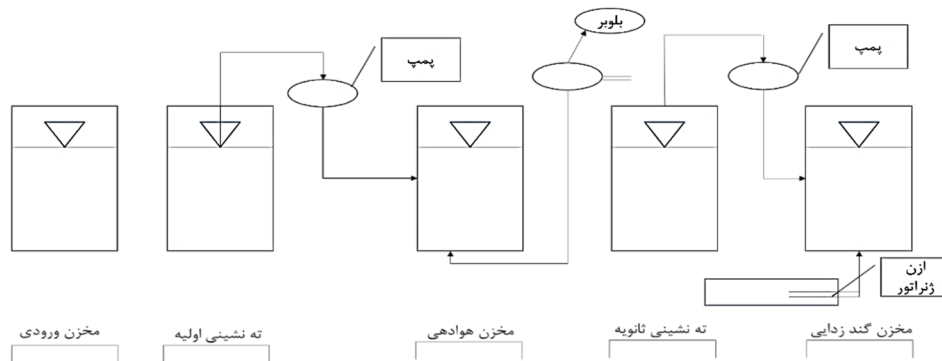 بلوبر
پمپ
پمپ
ازن
ژنراتور
مخزن ورودی
ته نشینی اولیه
مخزن هوادهی
ته نشینی ثانویه
مخزن گند زدایی